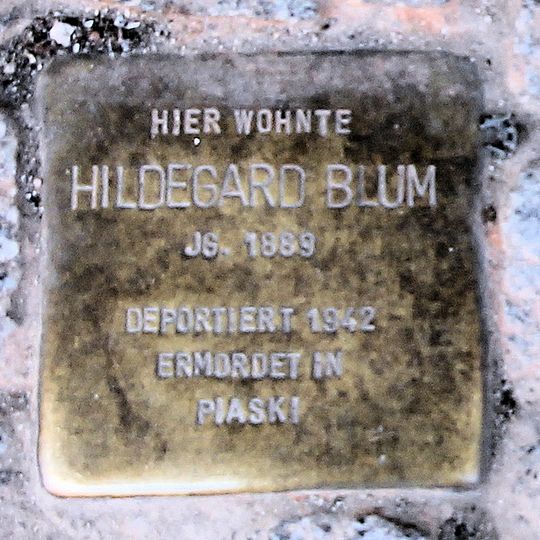 HIER WOHNTE
HILDEGARD BLUM
JG. 1889
DEPORTIERT 1942
ERMORDET IN
PIASKI